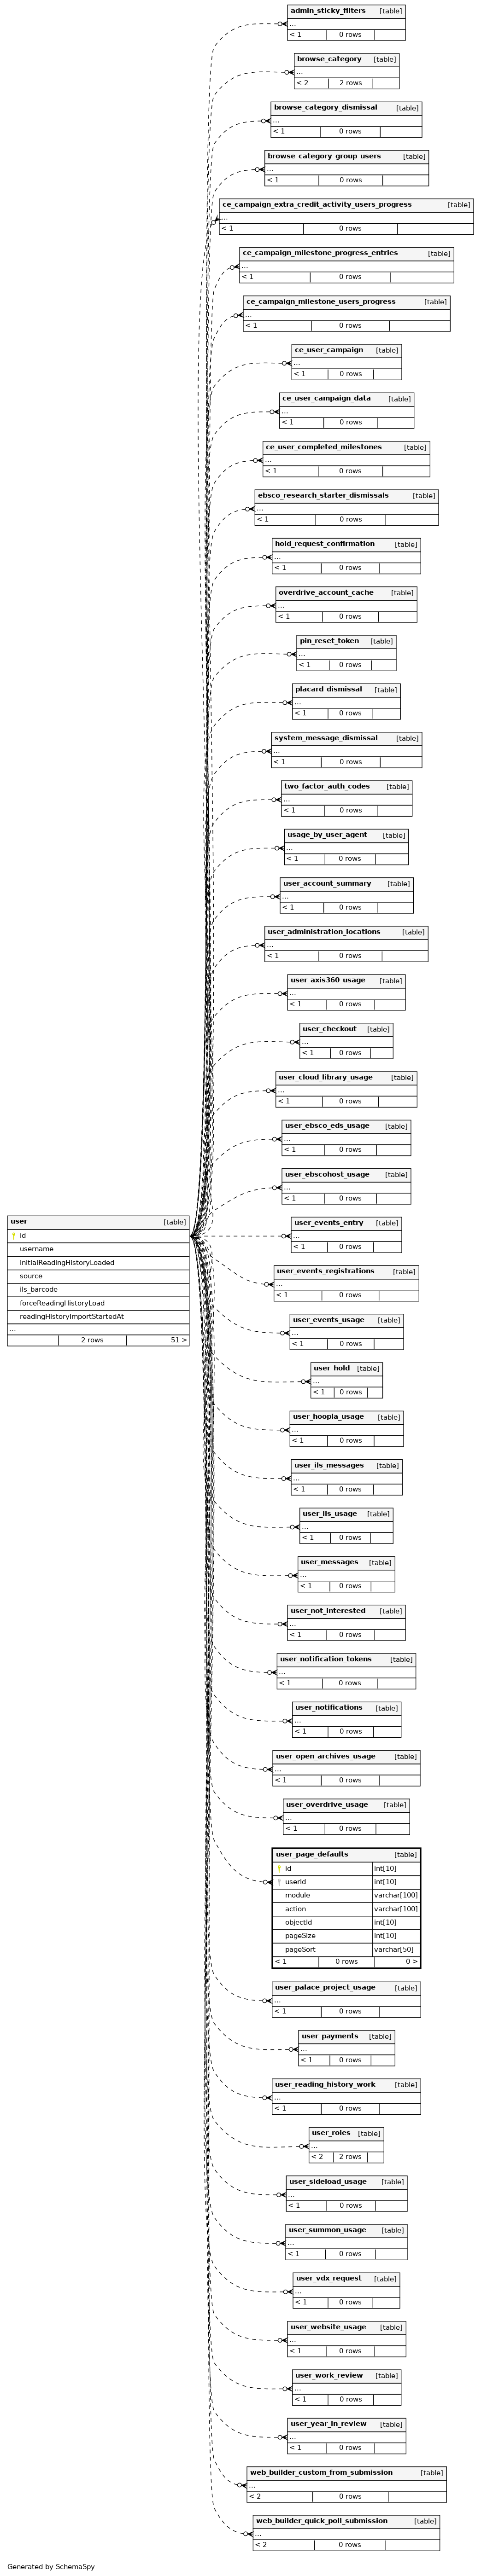 admin_sticky_filters [table]
...
< 1 0 rows
browse_category [table]
...
< 2 2 rows
browse_category_dismissal [table]
...
< 1 0 rows
browse_category_group_users [table]
...
< 1 0 rows
ce_campaign_extra_credit_activity_users_progress [table]
...
< 1 0 rows
ce_campaign_milestone_progress_entries [table]
...
< 1 0 rows
ce_campaign_milestone_users_progress [table]
...
< 1 0 rows
ce_user_campaign [table]
...
< 1 0 rows
ce_user_campaign_data [table]
...
< 1 0 rows
ce_user_completed_milestones [table]
...
< 1 0 rows
ebsco_research_starter_dismissals [table]
...
< 1 0 rows
hold_request_confirmation [table]
...
< 1 0 rows
overdrive_account_cache [table]
...
< 1 0 rows
pin_reset_token [table]
...
< 1 0 rows
placard_dismissal [table]
...
< 1 0 rows
system_message_dismissal [table]
...
< 1 0 rows
two_factor_auth_codes [table]
...
< 1 0 rows
usage_by_user_agent [table]
...
< 1 0 rows
user_account_summary [table]
...
< 1 0 rows
user_administration_locations [table]
...
< 1 0 rows
user_axis360_usage [table]
...
< 1 0 rows
user_checkout [table]
...
< 1 0 rows
user_cloud_library_usage [table]
...
< 1 0 rows
user_ebsco_eds_usage [table]
...
< 1 0 rows
user_ebscohost_usage [table]
...
< 1 0 rows
user [table]
id
username
initialReadingHistoryLoaded
source
ils_barcode
forceReadingHistoryLoad
readingHistoryImportStartedAt
...
2 rows 51 >
user_events_entry [table]
...
< 1 0 rows
user_events_registrations [table]
...
< 1 0 rows
user_events_usage [table]
...
< 1 0 rows
user_hold [table]
...
< 1 0 rows
user_hoopla_usage [table]
...
< 1 0 rows
user_ils_messages [table]
...
< 1 0 rows
user_ils_usage [table]
...
< 1 0 rows
user_messages [table]
...
< 1 0 rows
user_not_interested [table]
...
< 1 0 rows
user_notification_tokens [table]
...
< 1 0 rows
user_notifications [table]
...
< 1 0 rows
user_open_archives_usage [table]
...
< 1 0 rows
user_overdrive_usage [table]
...
< 1 0 rows
user_page_defaults [table]
id int[10]
userId int[10]
module varchar[100]
action varchar[100]
objectId int[10]
pageSize int[10]
pageSort varchar[50]
< 1 0 rows 0 >
user_palace_project_usage [table]
...
< 1 0 rows
user_payments [table]
...
< 1 0 rows
user_reading_history_work [table]
...
< 1 0 rows
user_roles [table]
...
< 2 2 rows
user_sideload_usage [table]
...
< 1 0 rows
user_summon_usage [table]
...
< 1 0 rows
user_vdx_request [table]
...
< 1 0 rows
user_website_usage [table]
...
< 1 0 rows
user_work_review [table]
...
< 1 0 rows
user_year_in_review [table]
...
< 1 0 rows
web_builder_custom_from_submission [table]
...
< 2 0 rows
web_builder_quick_poll_submission [table]
...
< 2 0 rows
Generated by SchemaSpy